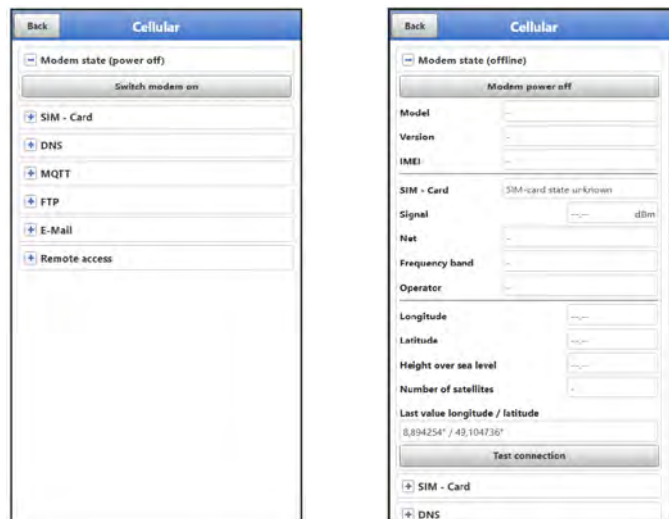 Back Cellular
Modem state (power off)
Switch modem on
SIM - Card
DNS
MQTT
FTP
E-Mail
Remote access
Back Cellular
Modem state (offline)
Modem power off
Model -
Version -
IMEI -
SIM - Card SIM-card state unknown
Signal --,-- dBm
Net -
Frequency band -
Operator -
Longitude --,--
Latitude --,--
Height over sea level --,--
Number of satellites -
Last value longitude / latitude
8,894254° / 49,104736°
Test connection
SIM - Card
DNS